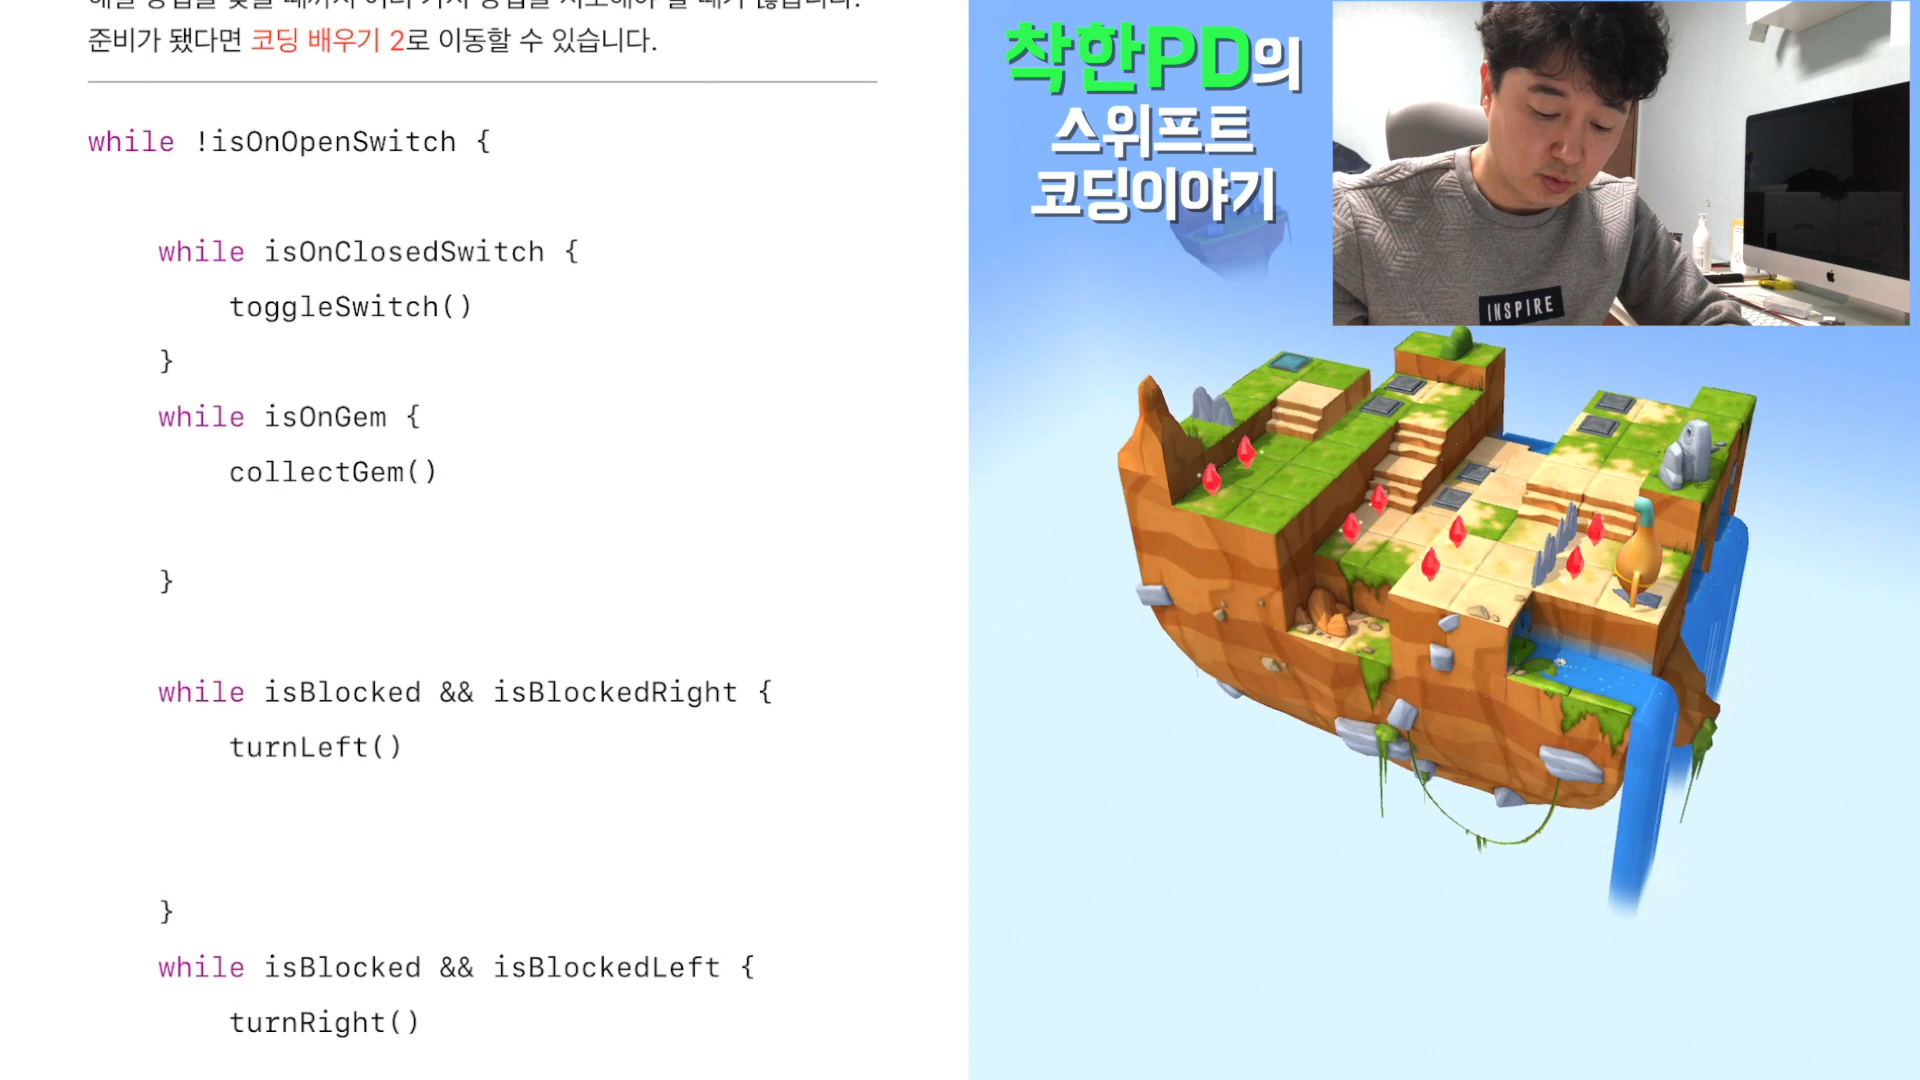 준비가 됐다면 코딩 배우기 2로 이동할 수 있습니다.
while !isOnOpenSwitch {
while isOnClosedSwitch {
toggleSwitch()
}
while isOnGem {
collectGem()
}
while isBlocked && isBlockedRight {
turnLeft()
}
while isBlocked && isBlockedLeft {
turnRight()
착한PD의
스위프트
코딩이야기
INSPIRE